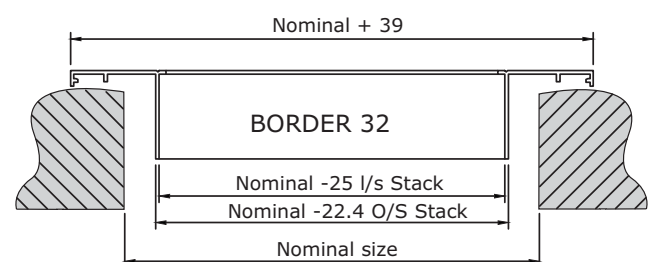 Nominal + 39
BORDER 32
Nominal -25 l/s Stack
Nominal -22.4 O/S Stack
Nominal size